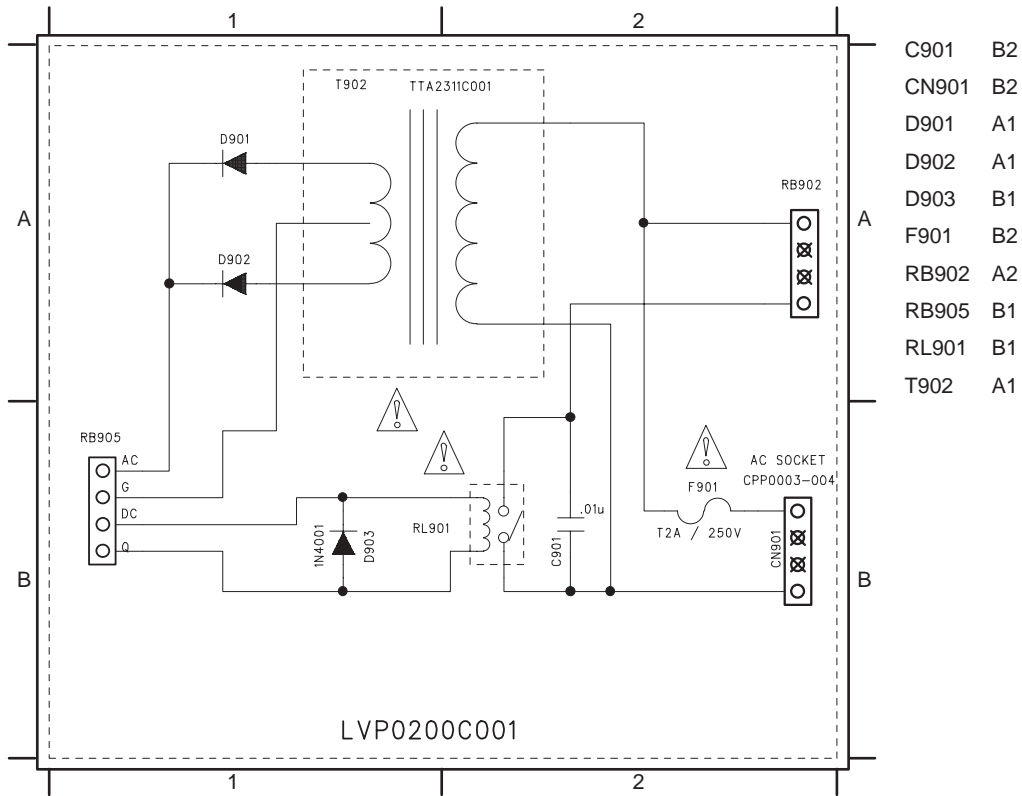 1
2
C901 B2
CN901 B2
D901 A1
D902 A1
D903 B1
F901 B2
RB902 A2
RB905 B1
RL901 B1
T902 A1
T902 TTA2311C001
D901
RB902
A
A
D902
RB905
AC
G
DC
Q
AC SOCKET
CPP0003-004
F901
T2A / 250V
RL901
.01u
C901
1N4001
D903
CN901
B
B
LVP0200C001
1
2